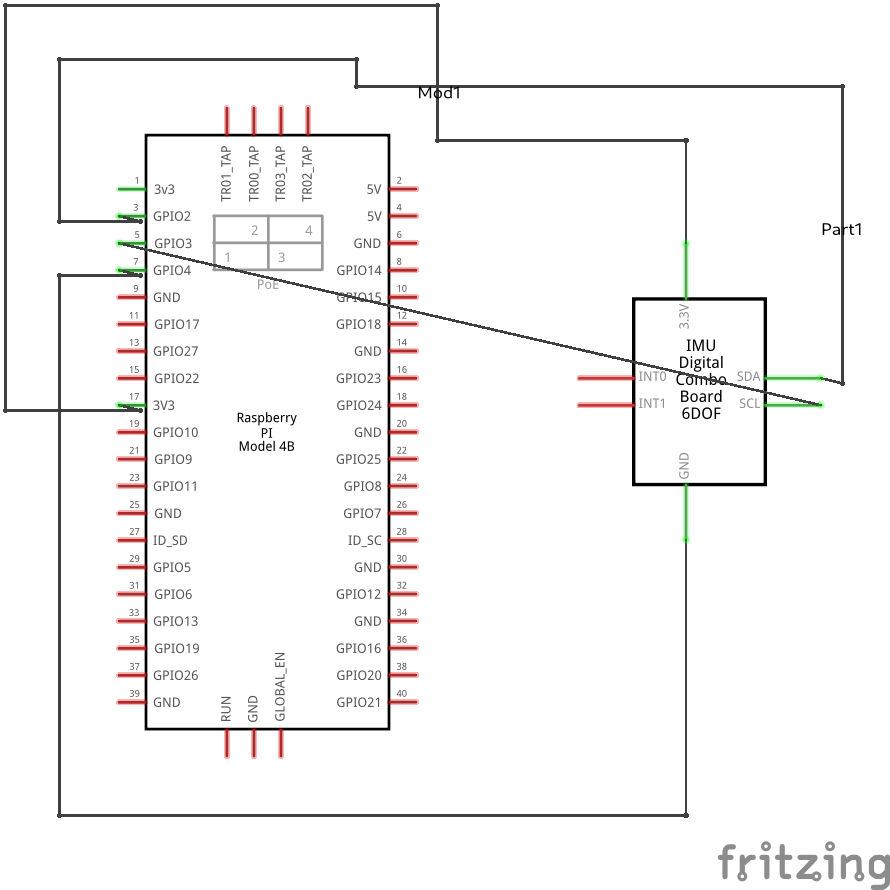 Mod1
TR01_TAP
TR00_TAP
TR03_TAP
TR02_TAP
1 3v3
5V 2
3 GPIO2
5V 4
5 GPIO3
GND 6
7 GPIO4
GPIO14 8
9 GND
GPIO15 10
11 GPIO17
GPIO18 12
13 GPIO27
GND 14
15 GPIO22
GPIO23 16
17 3V3
GPIO24 18
19 GPIO10
GND 20
21 GPIO9
GPIO25 22
23 GPIO11
GPIO8 24
25 GND
GPIO7 26
27 ID_SD
ID_SC 28
29 GPIO5
GND 30
31 GPIO6
GPIO12 32
33 GPIO13
GND 34
35 GPIO19
GPIO16 36
37 GPIO26
GPIO20 38
39 GND
GPIO21 40
2 4
1 3
PoE
Raspberry
PI
Model 4B
RUN
GND
GLOBAL_EN
Part1
3.3V
IMU
Digital
Combo
Board
6DOF
INT0
INT1
SDA
SCL
GND
fritzing